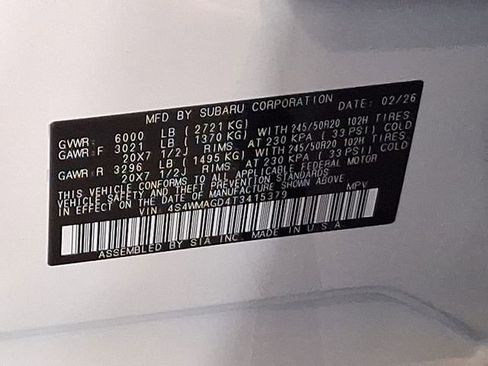 MFD BY SUBARU CORPORATION DATE: 02/26
GVWR: 6000 LB (2721 KG)
GAWR: F 3021 LB (1370 KG) WITH 245/50R20 102H TIRES
20X7 1/2J RIMS AT 230 KPA (33 PSI) COLD
GAWR: R 3296 LB (1495 KG) WITH 245/50R20 102H TIRES
20X7 1/2J RIMS AT 230 KPA (33 PSI) COLD
THIS VEHICLE CONFORMS TO ALL APPLICABLE FEDERAL MOTOR
VEHICLE SAFETY STANDARDS IN EFFECT ON THE DATE OF MANUFACTURE SHOWN ABOVE.
VIN: 4S4WMAGD4T3415379 MPV
ASSEMBLED BY SIA INC. MADE IN U.S.A.